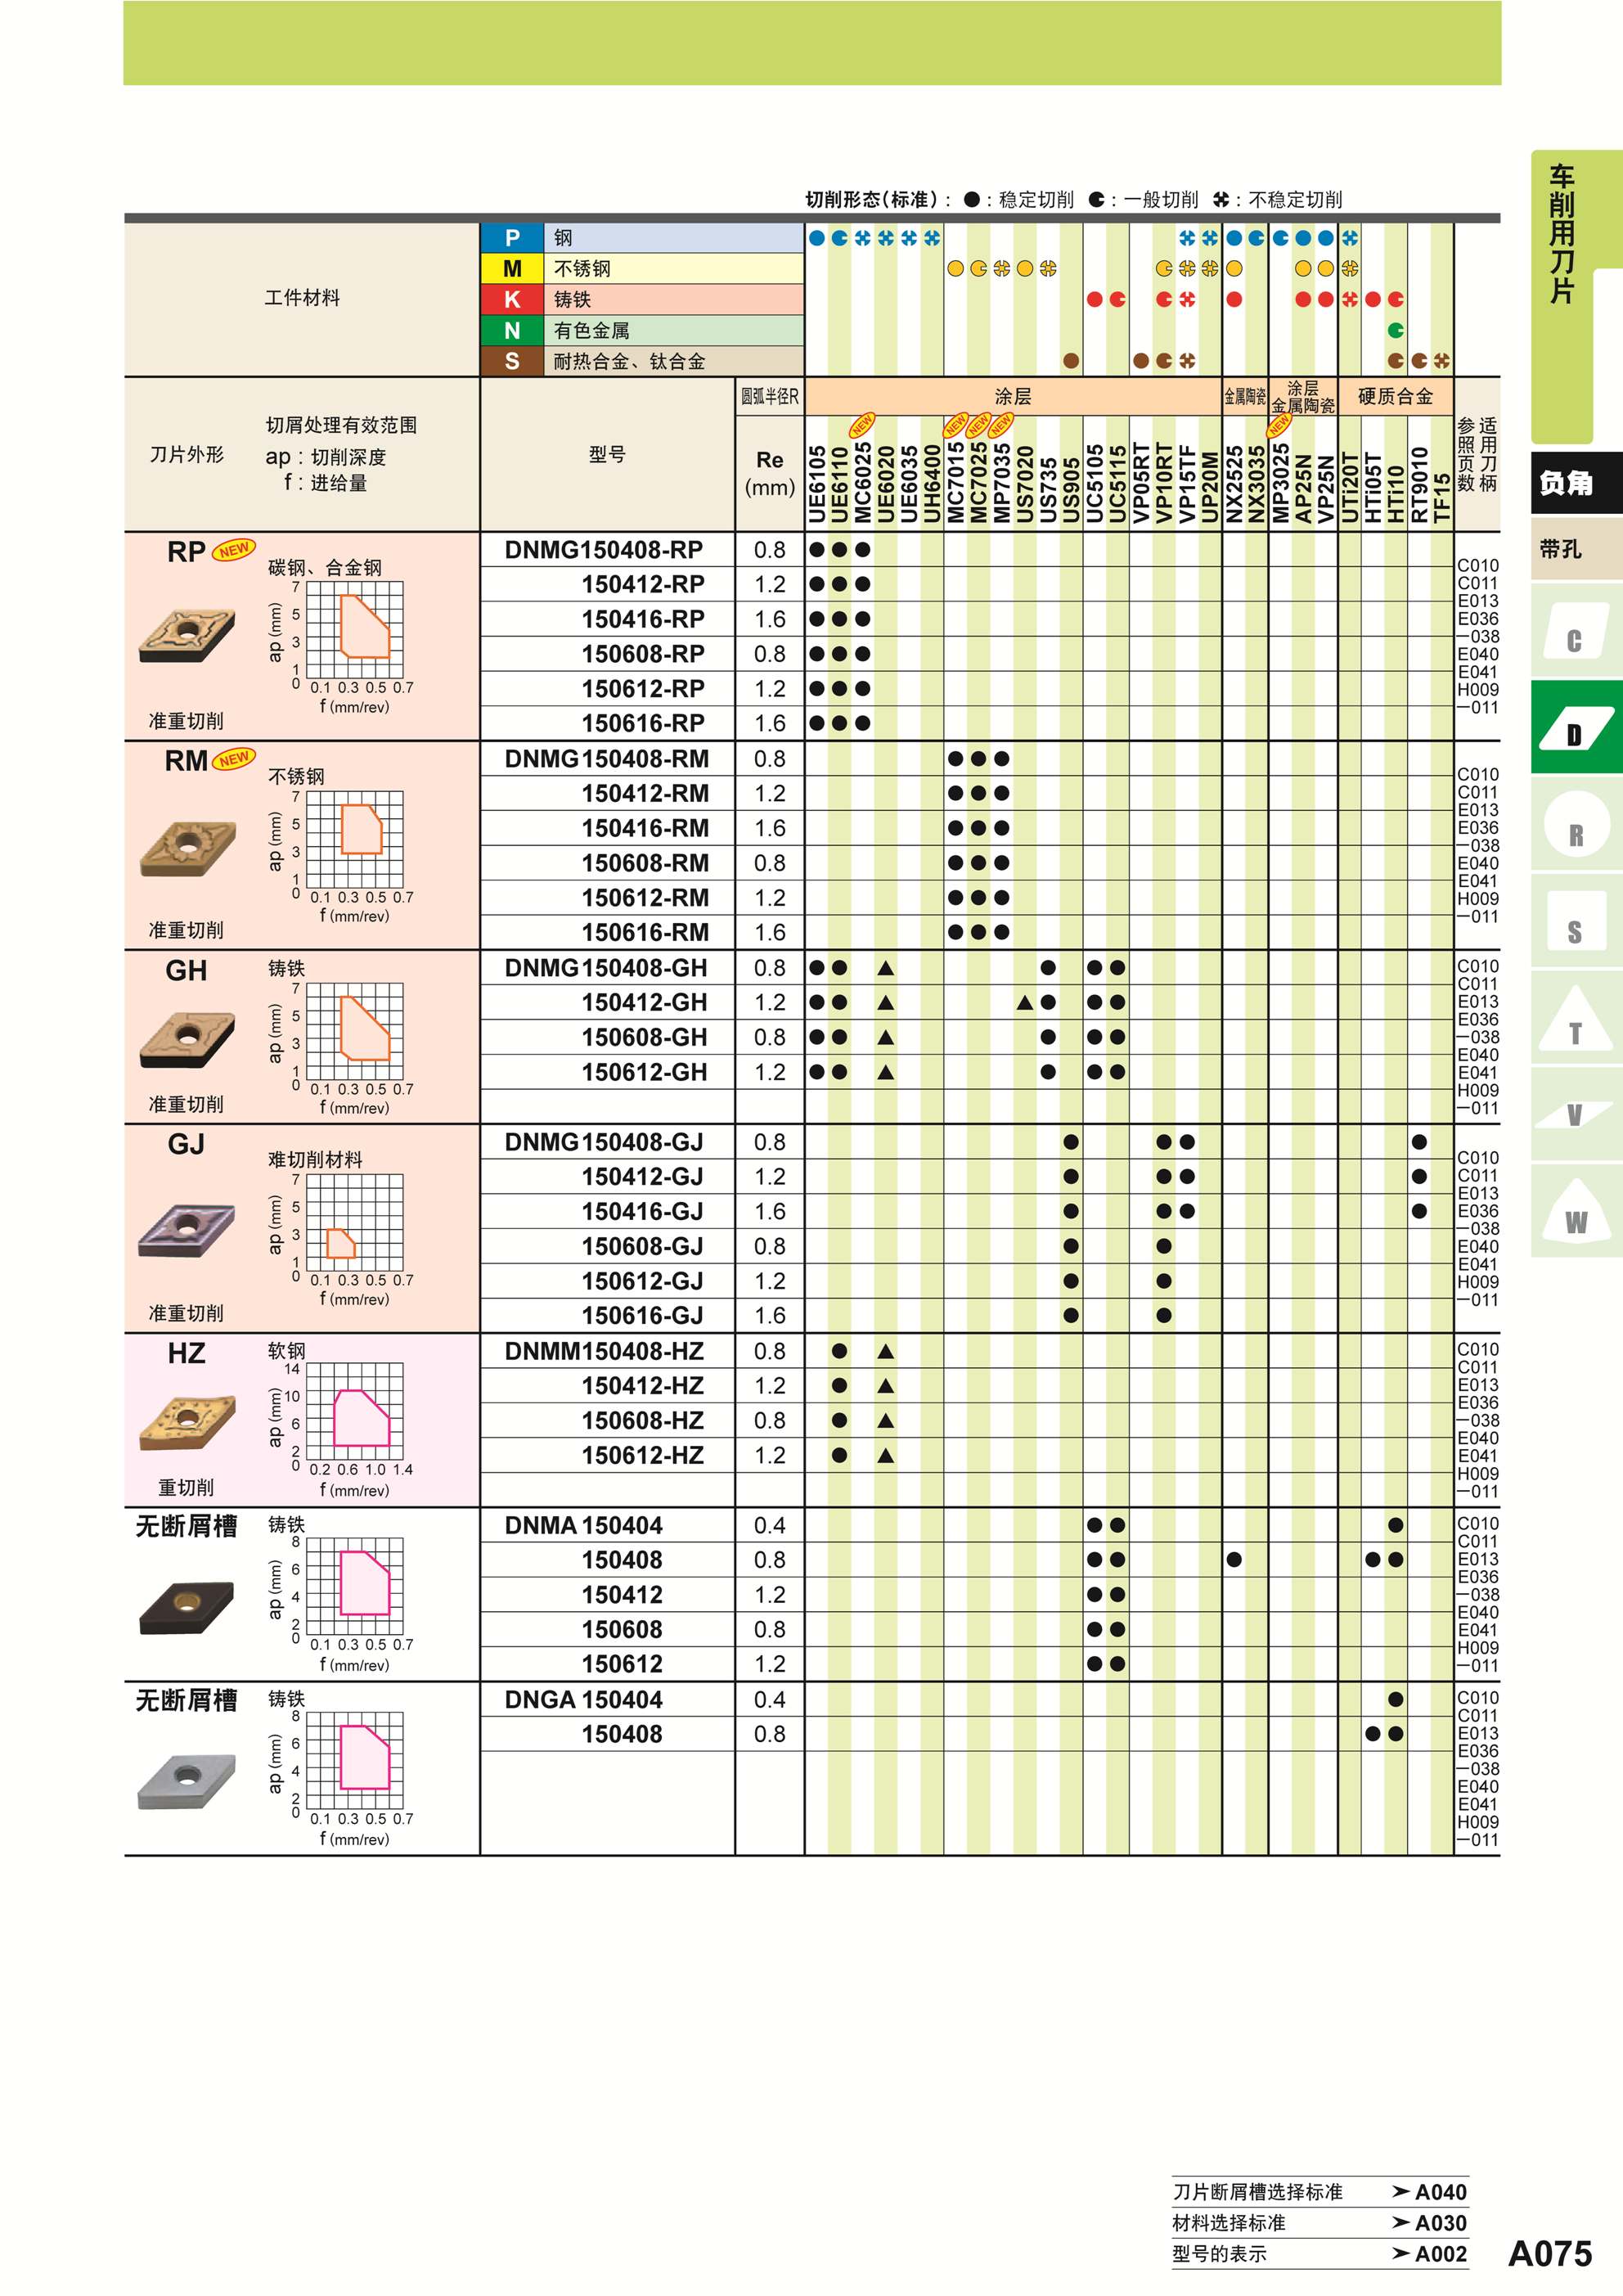 切削形态(标准)：●：稳定切削 ：一般切削 ：不稳定切削
工件材料
P 钢
M 不锈钢
K 铸铁
N 有色金属
S 耐热合金、钛合金
刀片外形
切屑处理有效范围
ap：切削深度
f：进给量
型号
圆弧半径R
Re
(mm)
涂层
金属陶瓷
涂层
金属陶瓷
硬质合金
适用刀柄
参照页数
NEW NEW NEW NEW NEW
UE6105 UE6110 MC6025 UE6020 UE6035 UH6400 MC7015 MC7025 MP7035 US7020 US735 US905 UC5105 UC5115 VP05RT VP10RT VP15TF UP20M NX2525 NX3035 MP3025 AP25N VP25N UTi20T HTi05T HTi10 RT9010 TF15
RP NEW
碳钢、合金钢
7
5
3
1
0
ap (mm)
0.1 0.3 0.5 0.7
f (mm/rev)
准重切削
DNMG150408-RP 0.8 ●●●
150412-RP 1.2 ●●●
150416-RP 1.6 ●●●
150608-RP 0.8 ●●●
150612-RP 1.2 ●●●
150616-RP 1.6 ●●●
C010
C011
E013
E036
—038
E040
E041
H009
—011
RM NEW
不锈钢
7
5
3
1
0
ap (mm)
0.1 0.3 0.5 0.7
f (mm/rev)
准重切削
DNMG150408-RM 0.8 ●●●
150412-RM 1.2 ●●●
150416-RM 1.6 ●●●
150608-RM 0.8 ●●●
150612-RM 1.2 ●●●
150616-RM 1.6 ●●●
C010
C011
E013
E036
—038
E040
E041
H009
—011
GH
铸铁
7
5
3
1
0
ap (mm)
0.1 0.3 0.5 0.7
f (mm/rev)
准重切削
DNMG150408-GH 0.8 ●● ▲ ● ●●
150412-GH 1.2 ●● ▲ ▲● ●●
150608-GH 0.8 ●● ▲ ● ●●
150612-GH 1.2 ●● ▲ ● ●●
C010
C011
E013
E036
—038
E040
E041
H009
—011
GJ
难切削材料
7
5
3
1
0
ap (mm)
0.1 0.3 0.5 0.7
f (mm/rev)
准重切削
DNMG150408-GJ 0.8 ● ●● ●
150412-GJ 1.2 ● ●● ●
150416-GJ 1.6 ● ●● ●
150608-GJ 0.8 ● ●
150612-GJ 1.2 ● ●
150616-GJ 1.6 ● ●
C010
C011
E013
E036
—038
E040
E041
H009
—011
HZ
软钢
14
10
6
2
0
ap (mm)
0.2 0.6 1.0 1.4
f (mm/rev)
重切削
DNMM150408-HZ 0.8 ● ▲
150412-HZ 1.2 ● ▲
150608-HZ 0.8 ● ▲
150612-HZ 1.2 ● ▲
C010
C011
E013
E036
—038
E040
E041
H009
—011
无断屑槽
铸铁
8
6
4
2
0
ap (mm)
0.1 0.3 0.5 0.7
f (mm/rev)
DNMA 150404 0.4 ●● ●
150408 0.8 ●● ● ●●
150412 1.2 ●●
150608 0.8 ●●
150612 1.2 ●●
C010
C011
E013
E036
—038
E040
E041
H009
—011
无断屑槽
铸铁
8
6
4
2
0
ap (mm)
0.1 0.3 0.5 0.7
f (mm/rev)
DNGA 150404 0.4 ●
150408 0.8 ●●
C010
C011
E013
E036
—038
E040
E041
H009
—011
车削用刀片
负角
带孔
C
D
R
S
T
V
W
刀片断屑槽选择标准 ➤ A040
材料选择标准 ➤ A030
型号的表示 ➤ A002
A075